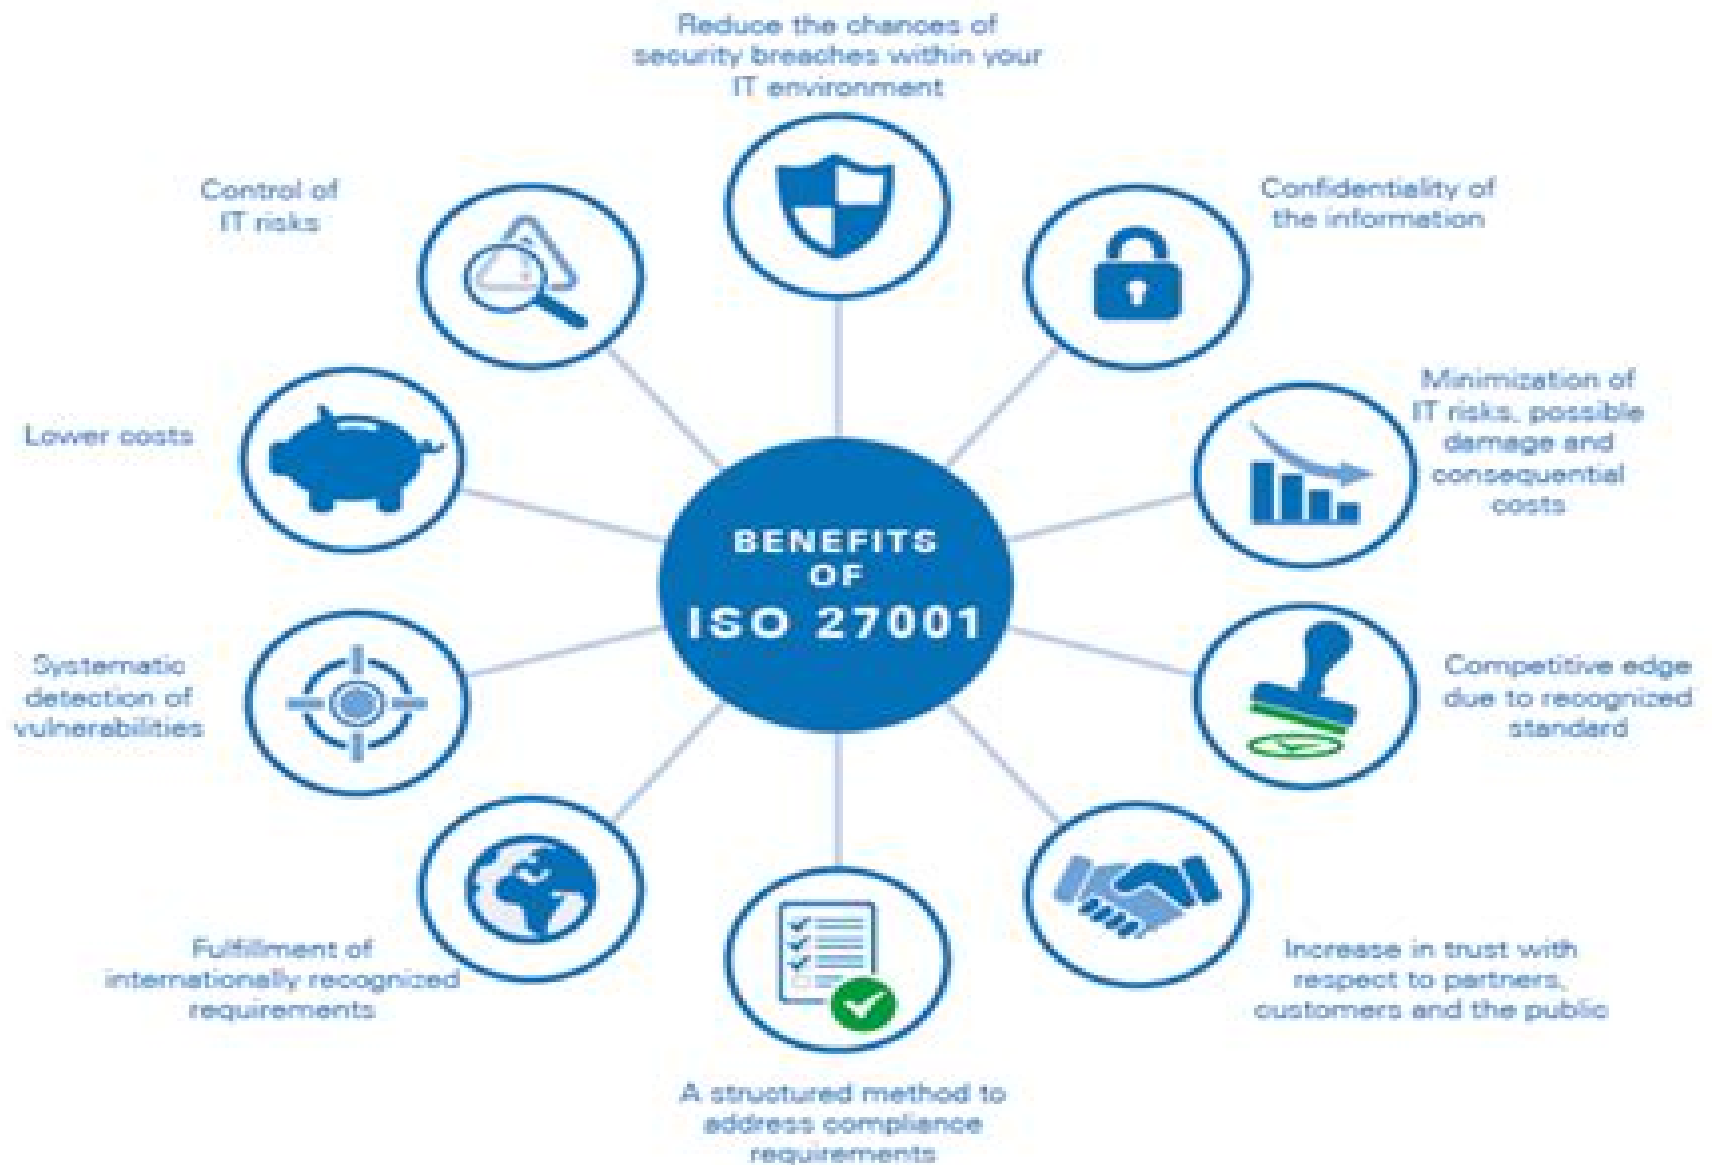 Reduce the chances of
security breaches within your
IT environment
Control of
IT risks
Confidentiality of
the information
Lower costs
Minimization of
IT risks, possible
damage and
consequential
costs
BENEFITS
OF
ISO 27001
Systematic
detection of
vulnerabilities
Competitive edge
due to recognized
standard
Fulfillment of
internationally recognized
requirements
Increase in trust with
respect to partners,
customers and the public
A structured method to
address compliance
requirements